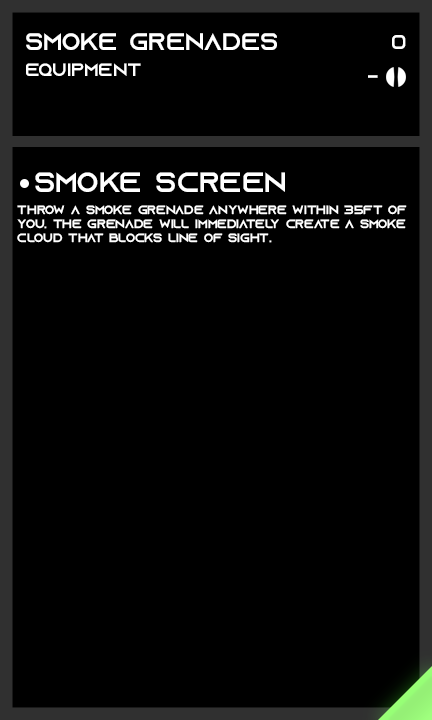 SMOKE GRENADES
0
EQUIPMENT
-
•SMOKE SCREEN
THROW A SMOKE GRENADE ANYWHERE WITHIN 35FT OF
YOU. THE GRENADE WILL IMMEDIATELY CREATE A SMOKE
CLOUD THAT BLOCKS LINE OF SIGHT.